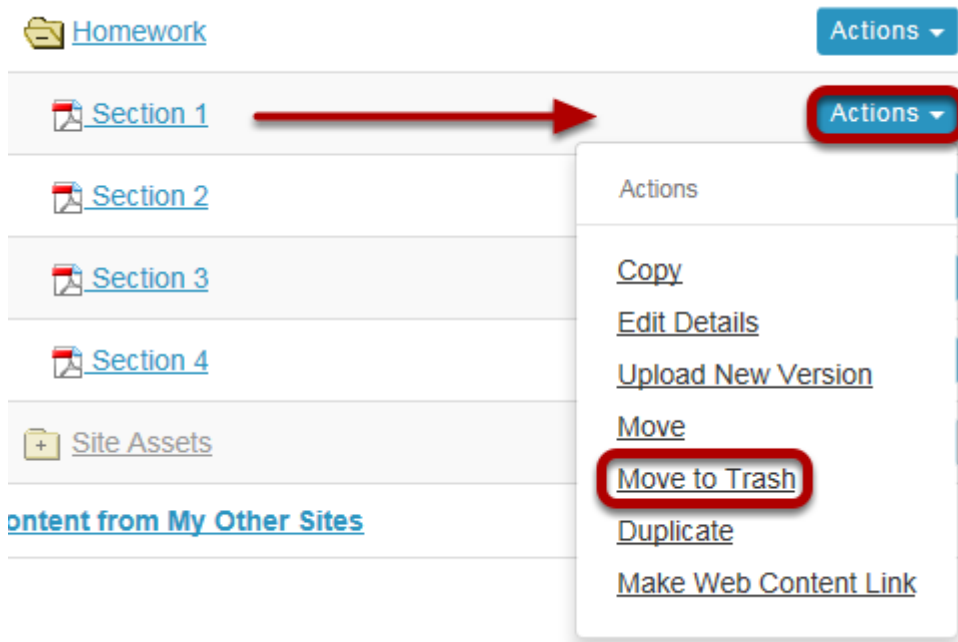 Homework Actions
Section 1 Actions
Section 2
Section 3
Section 4
Site Assets
ontent from My Other Sites
Actions
Copy
Edit Details
Upload New Version
Move
Move to Trash
Duplicate
Make Web Content Link